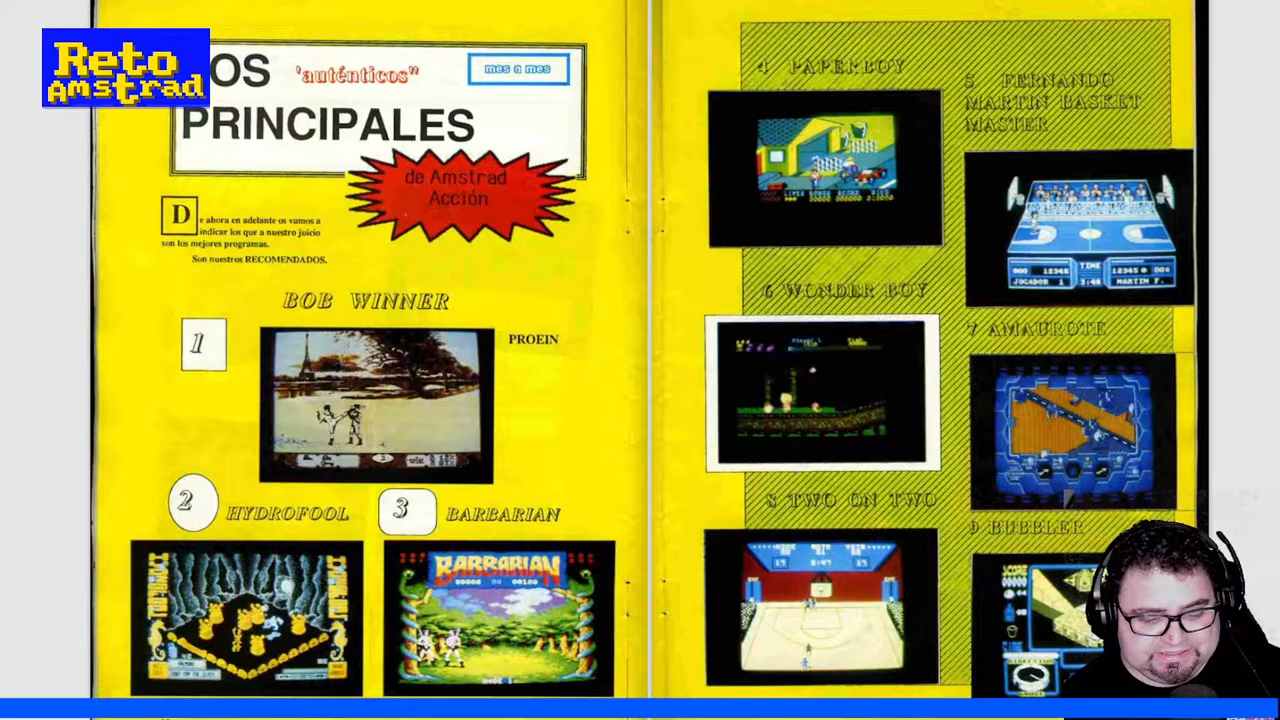 Reto
Amstrad
OS 'auténticos" mes a mes
PRINCIPALES
de Amstrad
Acción
De ahora en adelante os vamos a
indicar los que a nuestro juicio
son los mejores programas.
Son nuestros RECOMENDADOS.
BOB WINNER
1
PROEIN
2 HYDROFOOL
3 BARBARIAN
BARBARIAN
4 PAPERBOY
5 FERNANDO
MARTIN BASKET
MASTER
TIME
JUGADOR 1
MARTIN F.
6 WONDER BOY
7 AMAUROTE
8 TWO ON TWO
9 BUBBLER